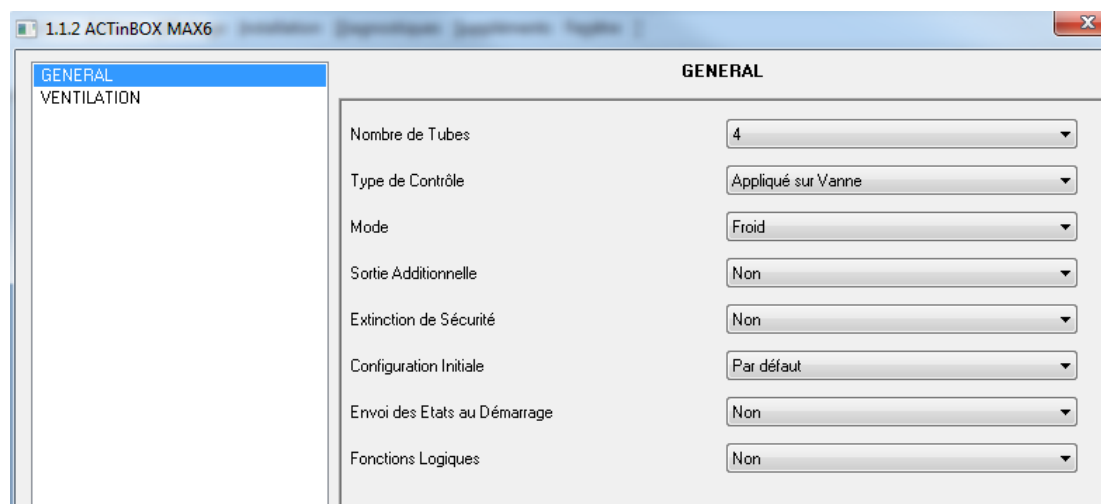 1.1.2 ACTinBOX MAX6
GENERAL
VENTILATION
GENERAL
Nombre de Tubes 4
Type de Contrôle Appliqué sur Vanne
Mode Froid
Sortie Additionnelle Non
Extinction de Sécurité Non
Configuration Initiale Par défaut
Envoi des Etats au Démarrage Non
Fonctions Logiques Non